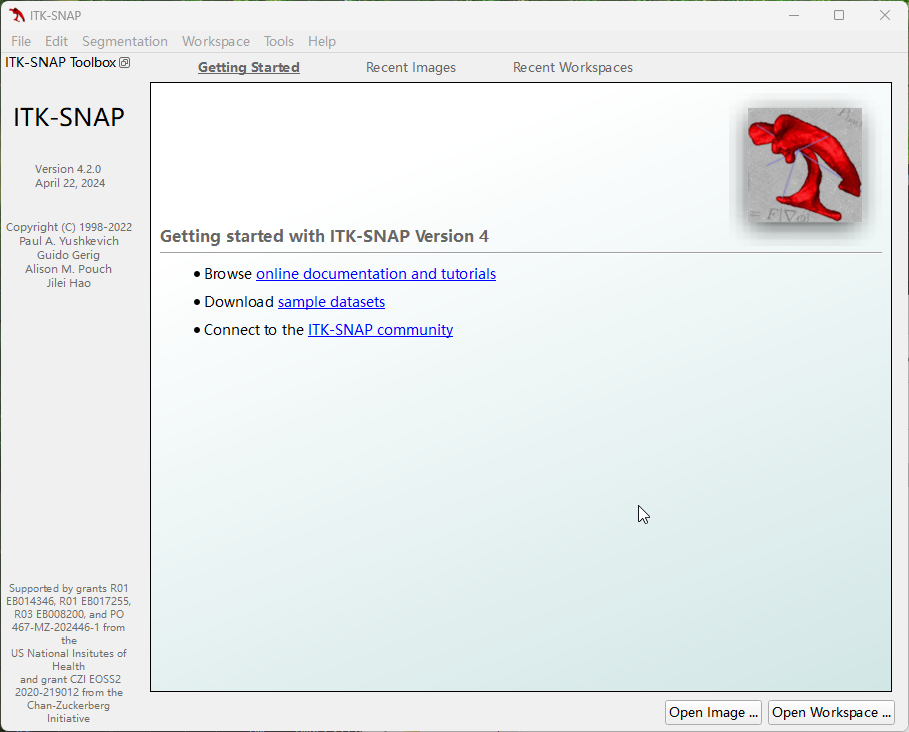 ITK-SNAP
File Edit Segmentation Workspace Tools Help
ITK-SNAP Toolbox
Getting Started Recent Images Recent Workspaces
ITK-SNAP
Version 4.2.0
April 22, 2024
Copyright (C) 1998-2022
Paul A. Yushkevich
Guido Gerig
Alison M. Pouch
Jilei Hao
Getting started with ITK-SNAP Version 4
• Browse online documentation and tutorials
• Download sample datasets
• Connect to the ITK-SNAP community
Supported by grants R01
EB014346, R01 EB017255,
R03 EB008200, and PO
467-MZ-202446-1 from
the
US National Insitutes of
Health
and grant CZI EOSS2
2020-219012 from the
Chan-Zuckerberg
Initiative
Open Image ... Open Workspace ...